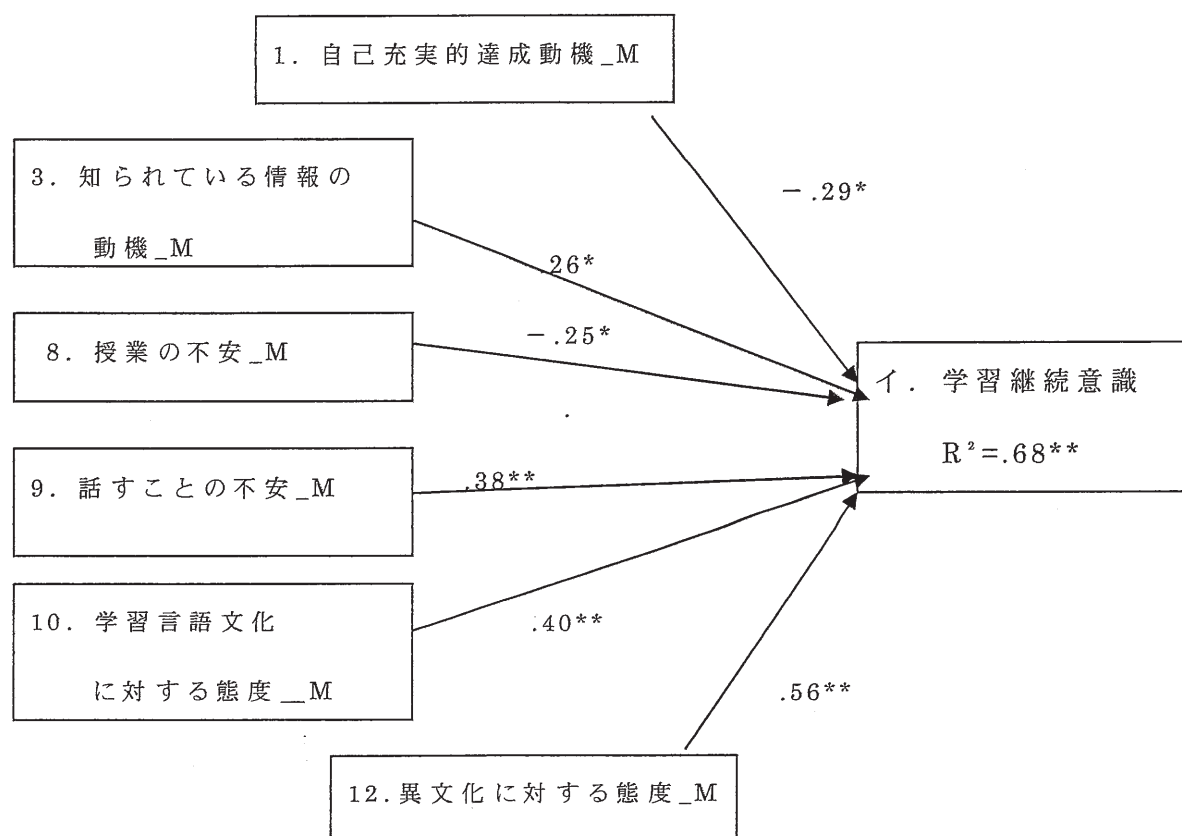 1. 自己充実的達成動機_M
3. 知られている情報の
動機_M
-.29*
.26*
8. 授業の不安_M
-.25*
イ. 学習継続意識
R²=.68**
9. 話すことの不安_M
.38**
10. 学習言語文化
に対する態度__M
.40**
.56**
12.異文化に対する態度_M